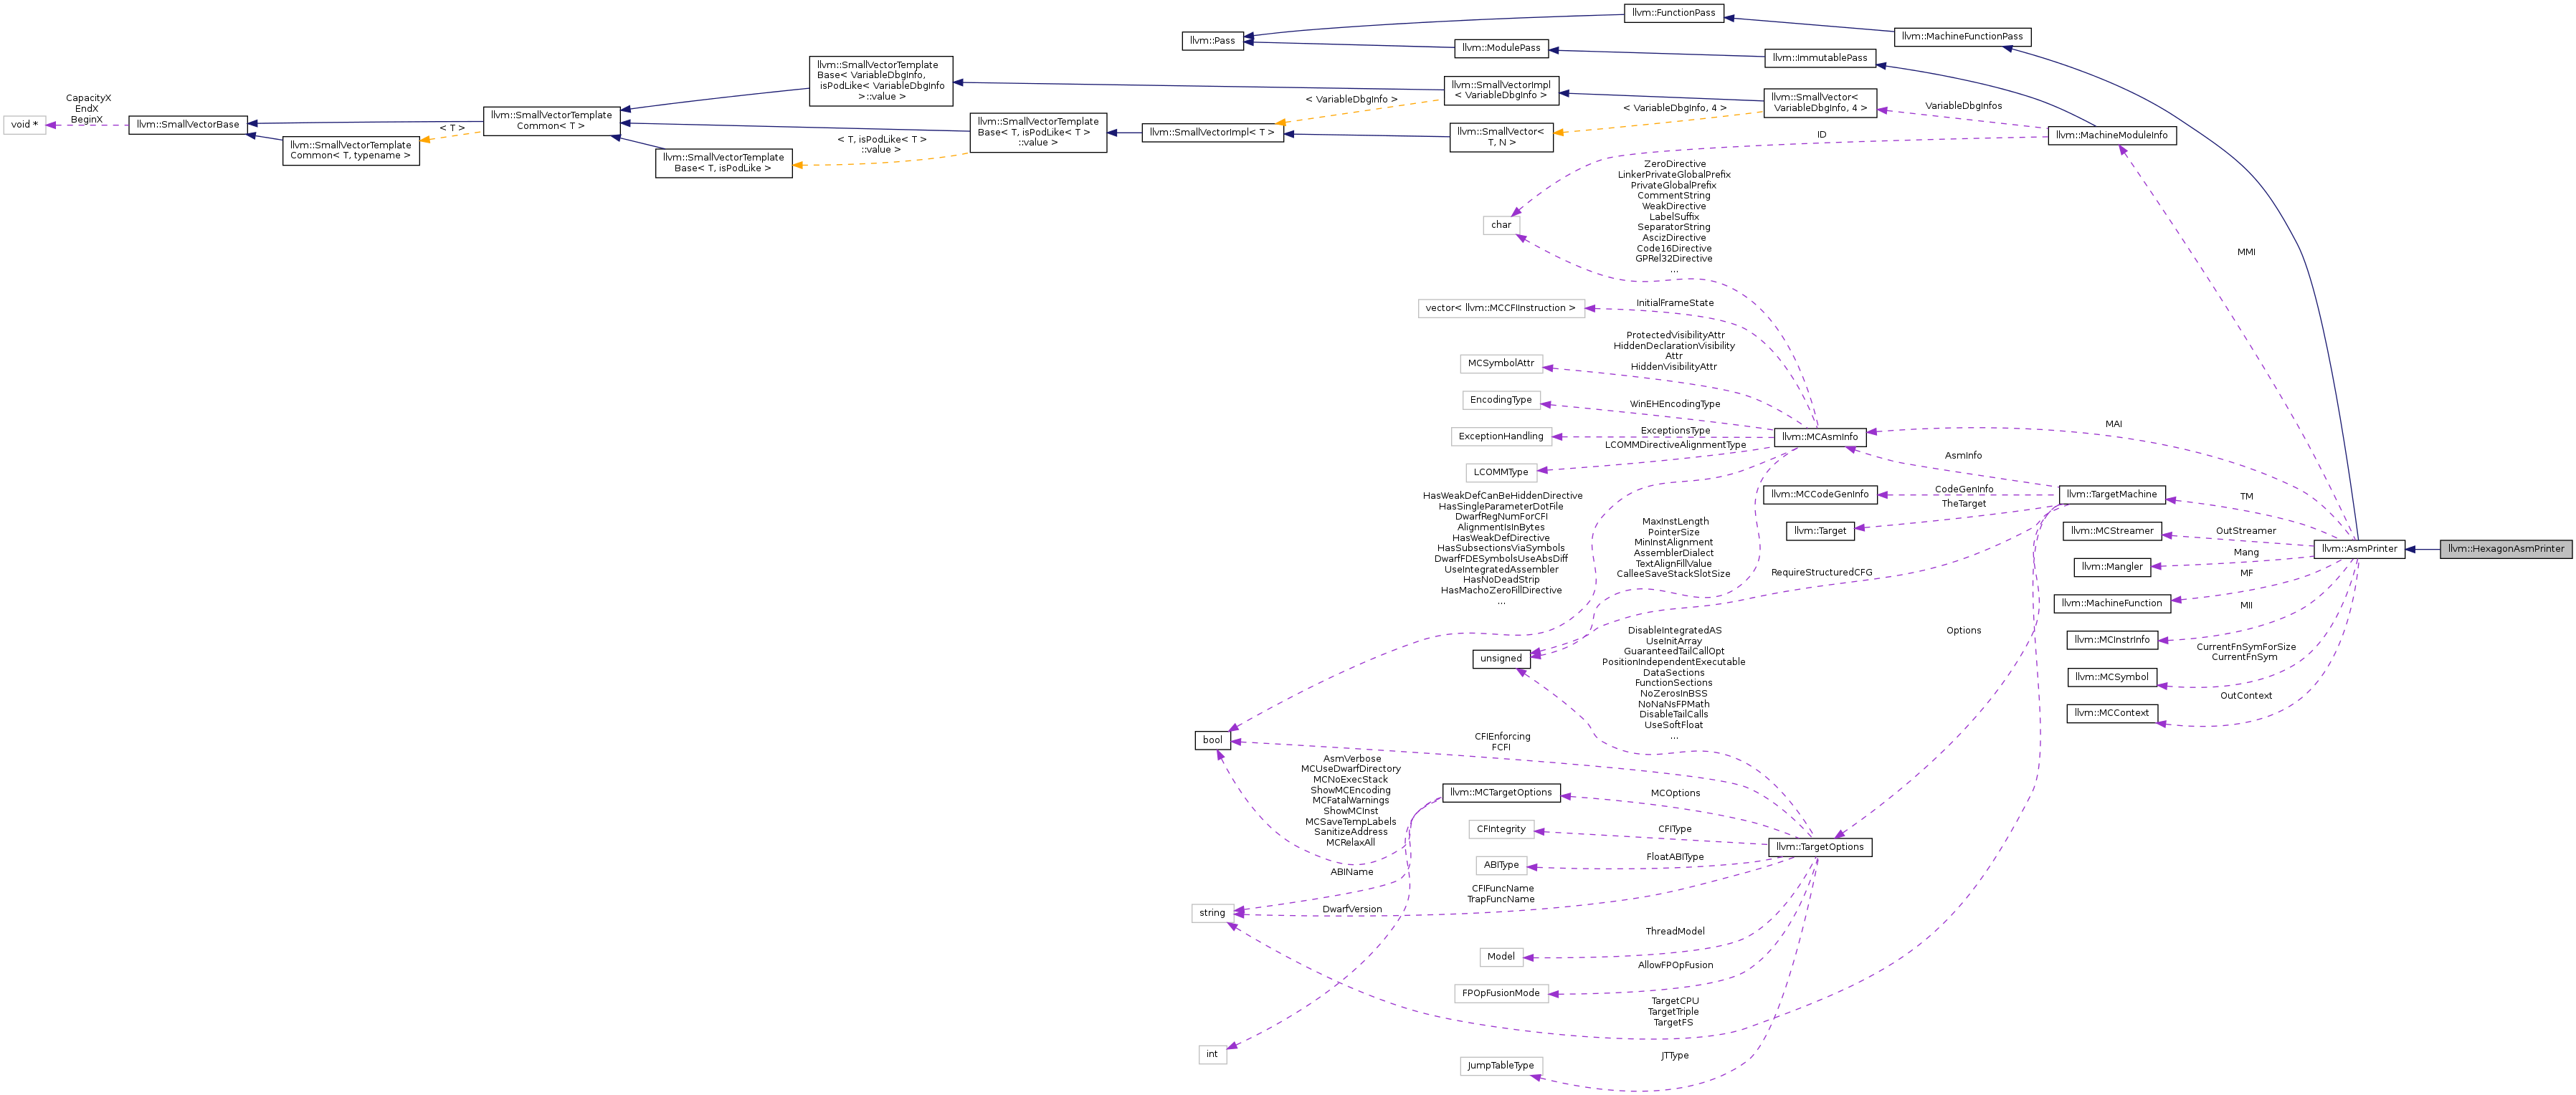 llvm::FunctionPass
llvm::Pass
llvm::MachineFunctionPass
llvm::ModulePass
llvm::ImmutablePass
llvm::SmallVectorTemplate
Base< VariableDbgInfo,
isPodLike< VariableDbgInfo
>::value >
llvm::SmallVectorImpl
< VariableDbgInfo >
< VariableDbgInfo >
llvm::SmallVector<
VariableDbgInfo, 4 >
< VariableDbgInfo, 4 >
VariableDbgInfos
CapacityX
EndX
BeginX
void *
llvm::SmallVectorBase
llvm::SmallVectorTemplate
Common< T >
< T >
llvm::SmallVectorTemplate
Common< T, typename >
llvm::SmallVectorTemplate
Base< T, isPodLike >
< T, isPodLike< T >
::value >
llvm::SmallVectorTemplate
Base< T, isPodLike< T >
::value >
llvm::SmallVectorImpl< T >
llvm::SmallVector<
T, N >
ID
llvm::MachineModuleInfo
ZeroDirective
LinkerPrivateGlobalPrefix
PrivateGlobalPrefix
CommentString
WeakDirective
LabelSuffix
SeparatorString
AscizDirective
Code16Directive
GPRel32Directive
...
char
MMI
vector< llvm::MCCFIInstruction >
InitialFrameState
ProtectedVisibilityAttr
HiddenDeclarationVisibility
Attr
HiddenVisibilityAttr
MCSymbolAttr
EncodingType
WinEHEncodingType
ExceptionHandling
ExceptionsType
LCOMMDirectiveAlignmentType
LCOMMType
llvm::MCAsmInfo
MAI
AsmInfo
HasWeakDefCanBeHiddenDirective
HasSingleParameterDotFile
DwarfRegNumForCFI
AlignmentIsInBytes
HasWeakDefDirective
HasSubsectionsViaSymbols
DwarfFDESymbolsUseAbsDiff
UseIntegratedAssembler
HasNoDeadStrip
HasMachoZeroFillDirective
...
MaxInstLength
PointerSize
MinInstAlignment
AssemblerDialect
TextAlignFillValue
CalleeSaveStackSlotSize
llvm::MCCodeGenInfo
CodeGenInfo
TheTarget
llvm::Target
llvm::TargetMachine
TM
llvm::MCStreamer
OutStreamer
llvm::AsmPrinter
llvm::HexagonAsmPrinter
Mang
llvm::Mangler
MF
llvm::MachineFunction
MII
llvm::MCInstrInfo
CurrentFnSymForSize
CurrentFnSym
llvm::MCSymbol
OutContext
llvm::MCContext
RequireStructuredCFG
Options
unsigned
DisableIntegratedAS
UseInitArray
GuaranteedTailCallOpt
PositionIndependentExecutable
DataSections
FunctionSections
NoZerosInBSS
NoNaNsFPMath
DisableTailCalls
UseSoftFloat
...
bool
CFIEnforcing
FCFI
AsmVerbose
MCUseDwarfDirectory
MCNoExecStack
ShowMCEncoding
MCFatalWarnings
ShowMCInst
MCSaveTempLabels
SanitizeAddress
MCRelaxAll
llvm::MCTargetOptions
MCOptions
CFIntegrity
CFIType
llvm::TargetOptions
ABIType
FloatABIType
ABIName
CFIFuncName
TrapFuncName
string
DwarfVersion
ThreadModel
Model
AllowFPOpFusion
FPOpFusionMode
TargetCPU
TargetTriple
TargetFS
int
JTType
JumpTableType